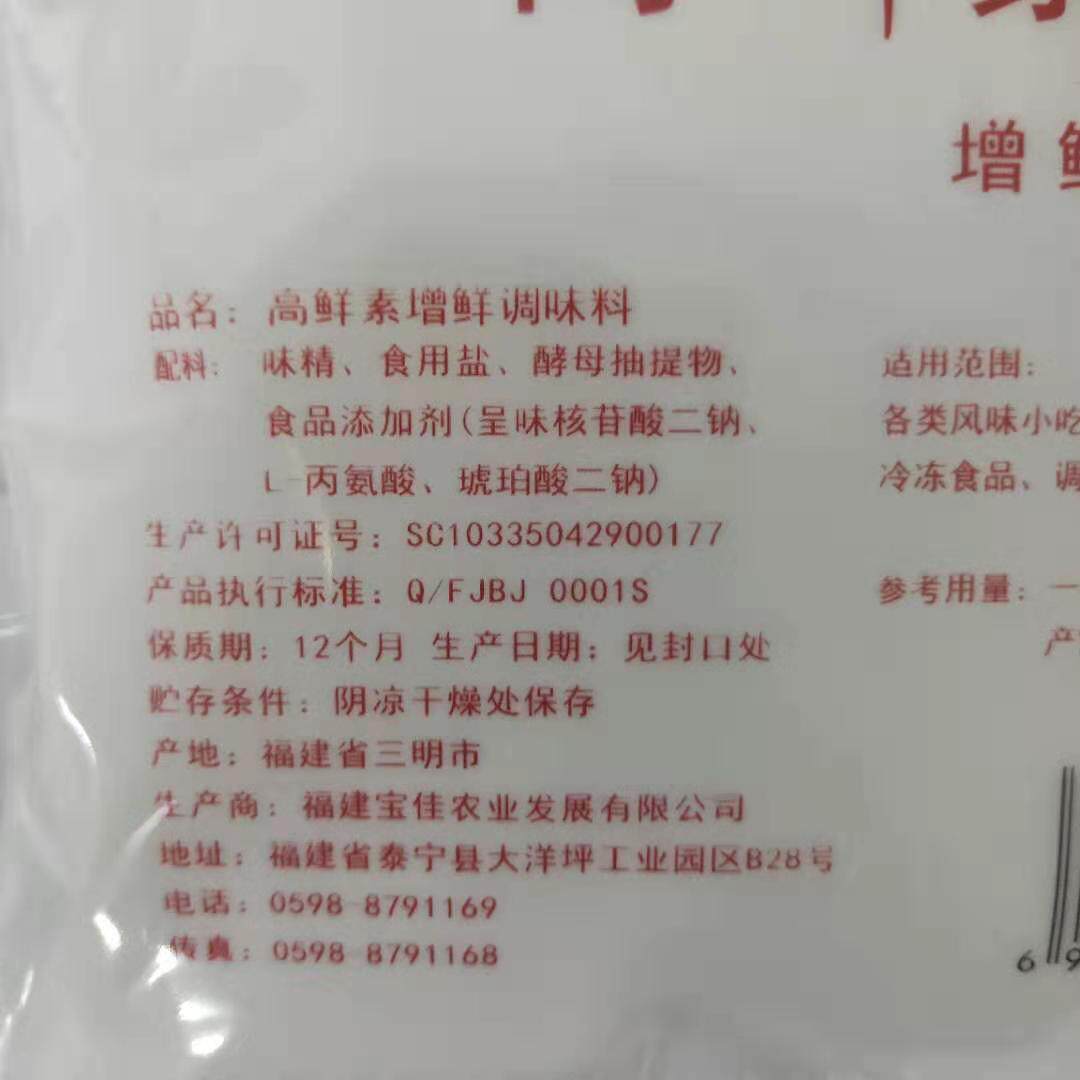 增
品名：高鲜素增鲜调味料
配料：味精、食用盐、酵母抽提物、
食品添加剂(呈味核苷酸二钠、
L-丙氨酸、琥珀酸二钠)
生产许可证号：SC10335042900177
产品执行标准：Q/FJBJ 0001S
保质期：12个月 生产日期：见封口处
贮存条件：阴凉干燥处保存
产地：福建省三明市
生产商：福建宝佳农业发展有限公司
地址：福建省泰宁县大洋坪工业园区B28号
电话：0598-8791169
传真：0598-8791168
适用范围：
各类风味小吃
冷冻食品、调
参考用量：一
产
6 9